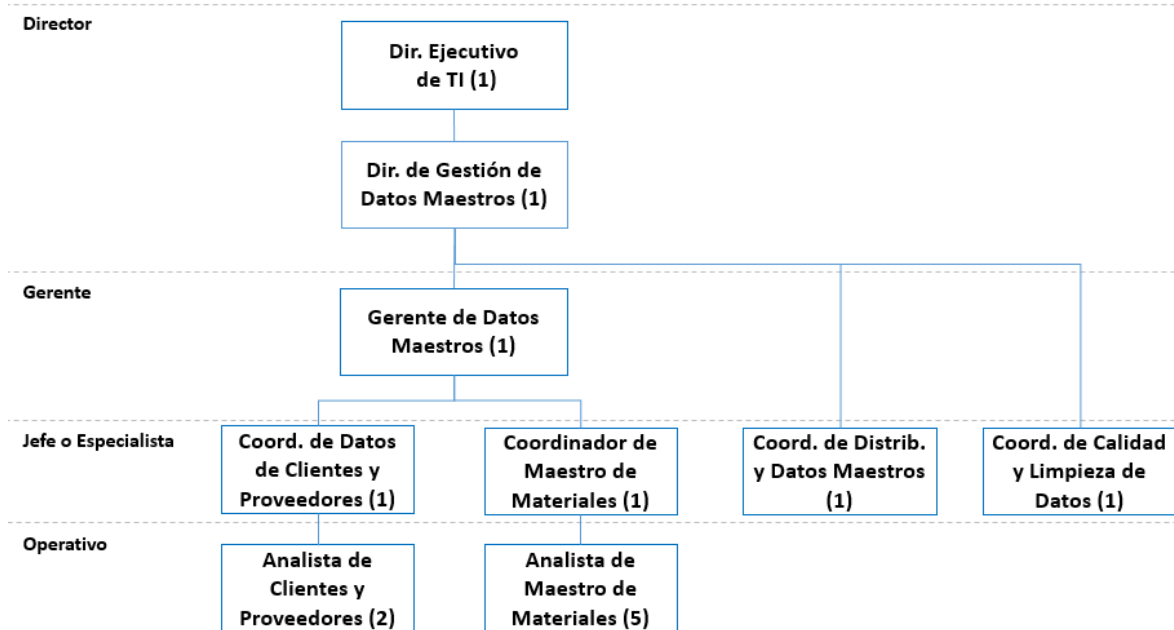 Director
Dir. Ejecutivo
de TI (1)
Dir. de Gestión de
Datos Maestros (1)
Gerente
Gerente de Datos
Maestros (1)
Jefe o Especialista
Coord. de Datos
de Clientes y
Proveedores (1)
Coordinador de
Maestro de
Materiales (1)
Coord. de Distrib.
y Datos Maestros
(1)
Coord. de Calidad
y Limpieza de
Datos (1)
Operativo
Analista de
Clientes y
Proveedores (2)
Analista de
Maestro de
Materiales (5)